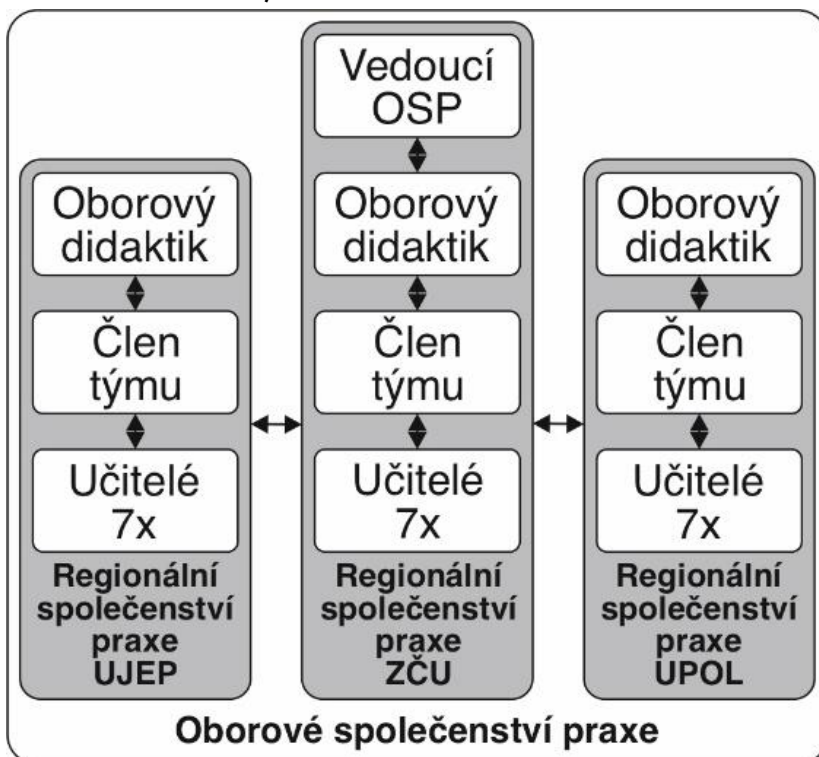 Vedoucí
OSP
Oborový
didaktik
Člen
týmu
Učitelé
7x
Regionální
společenství
praxe
UJEP
Oborový
didaktik
Člen
týmu
Učitelé
7x
Regionální
společenství
praxe
ZČU
Oborový
didaktik
Člen
týmu
Učitelé
7x
Regionální
společenství
praxe
UPOL
Oborové společenství praxe